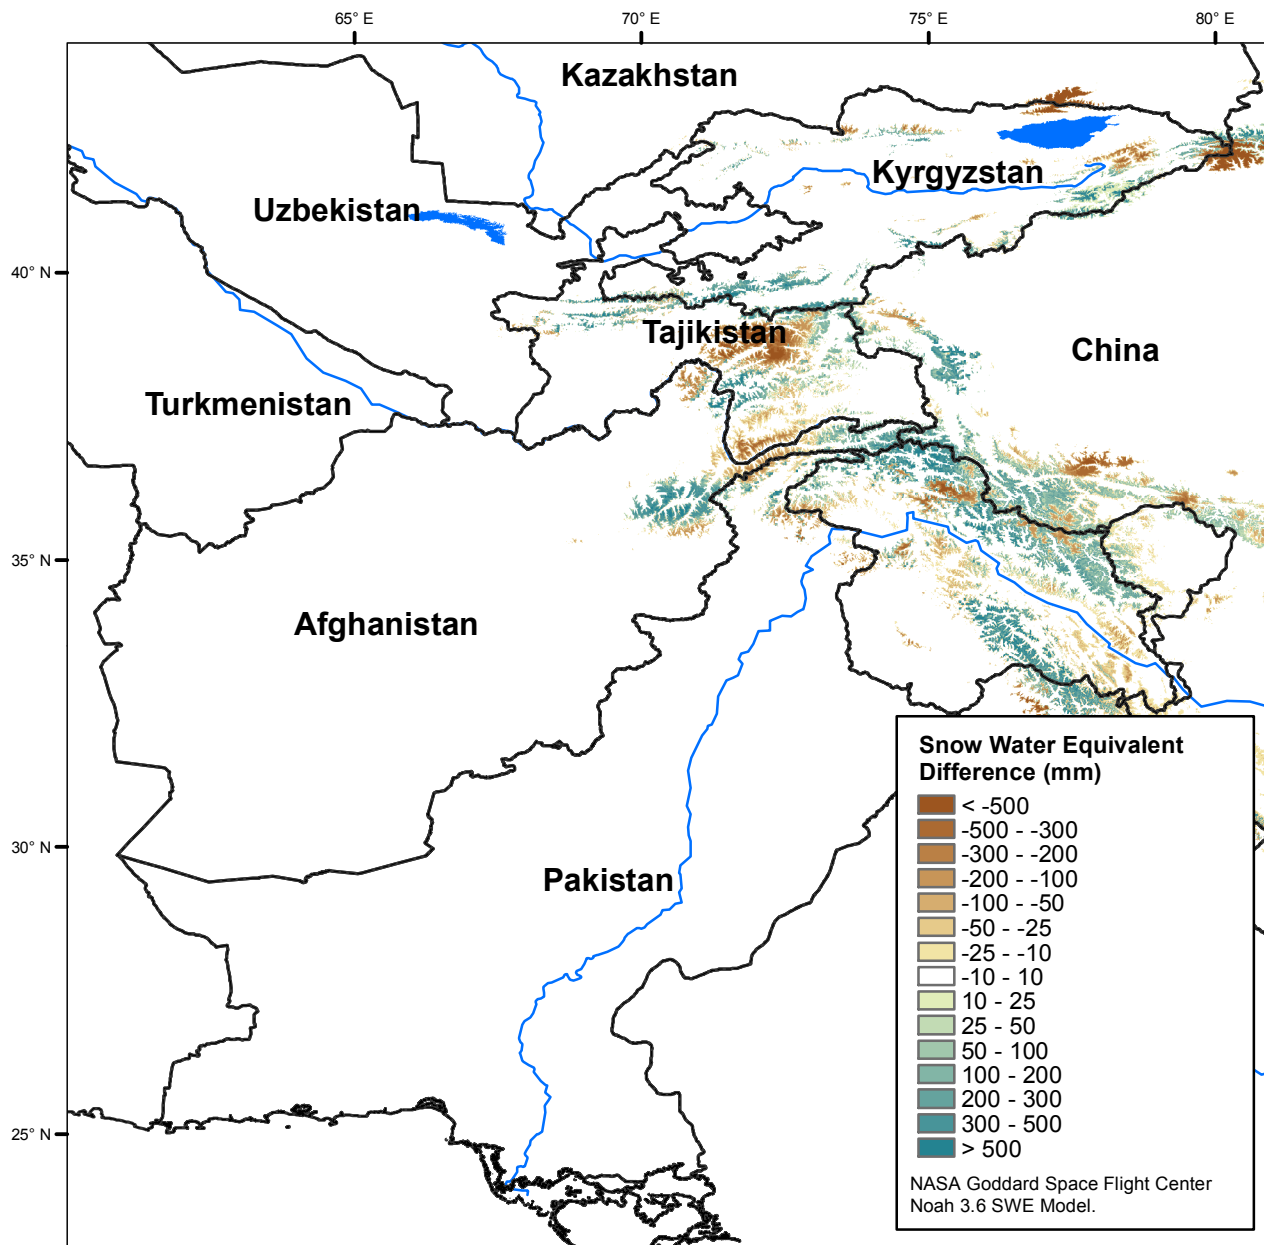 65° E
70° E
75° E
80° E
Kazakhstan
Kyrgyzstan
Uzbekistan
40° N
Tajikistan
China
Turkmenistan
35° N
Afghanistan
Snow Water Equivalent
Difference (mm)
< -500
-500 - -300
-300 - -200
-200 - -100
-100 - -50
-50 - -25
-25 - -10
-10 - 10
10 - 25
25 - 50
50 - 100
100 - 200
200 - 300
300 - 500
> 500
NASA Goddard Space Flight Center
Noah 3.6 SWE Model.
30° N
Pakistan
25° N